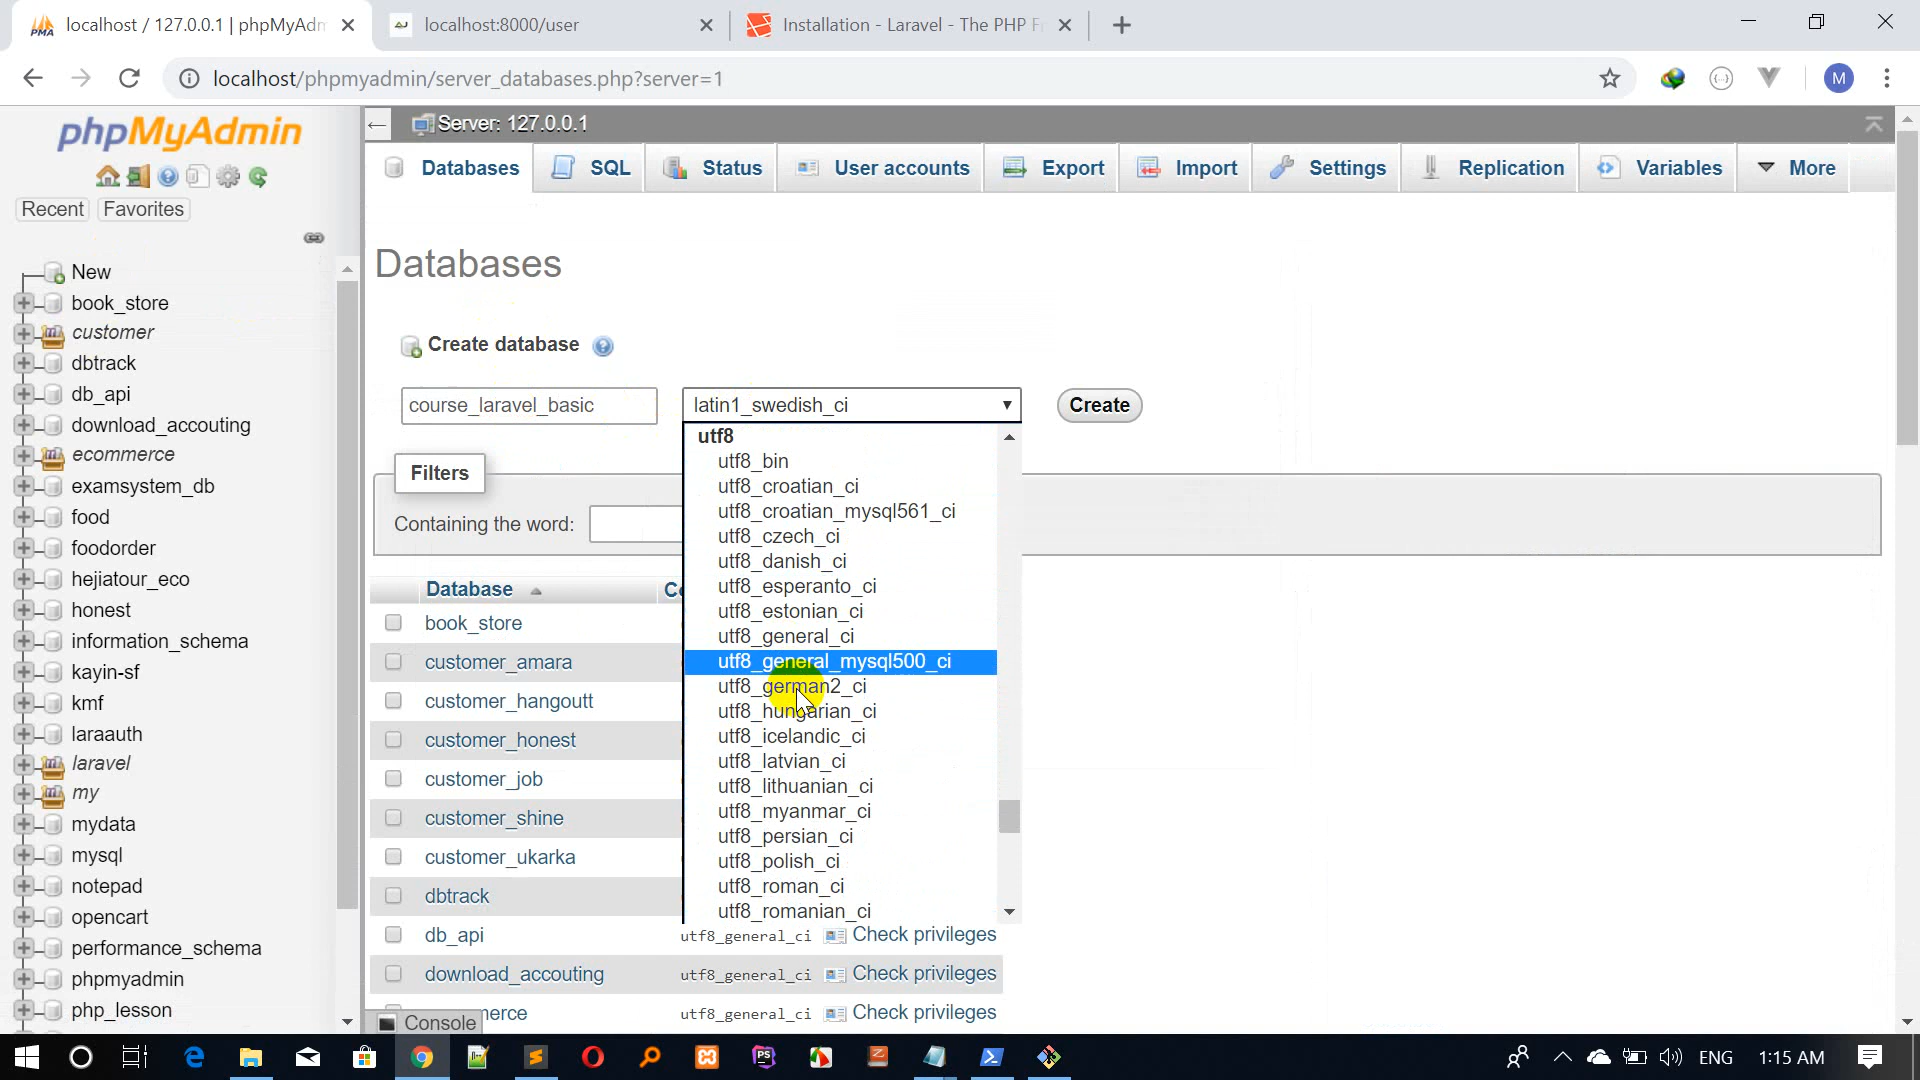 localhost / 127.0.0.1 | phpMyAdm
localhost:8000/user
Installation - Laravel - The PHP F
localhost/phpmyadmin/server_databases.php?server=1
M
phpMyAdmin
Recent
Favorites
New
book_store
customer
dbtrack
db_api
download_accouting
ecommerce
examsystem_db
food
foodorder
hejiatour_eco
honest
information_schema
kayin-sf
kmf
laraauth
laravel
my
mydata
mysql
notepad
opencart
performance_schema
phpmyadmin
php_lesson
Server: 127.0.0.1
Databases
SQL
Status
User accounts
Export
Import
Settings
Replication
Variables
More
Databases
Create database
course_laravel_basic
latin1_swedish_ci
Create
utf8
utf8_bin
utf8_croatian_ci
utf8_croatian_mysql561_ci
utf8_czech_ci
utf8_danish_ci
utf8_esperanto_ci
utf8_estonian_ci
utf8_general_ci
utf8_general_mysql500_ci
utf8_german2_ci
utf8_hungarian_ci
utf8_icelandic_ci
utf8_latvian_ci
utf8_lithuanian_ci
utf8_myanmar_ci
utf8_persian_ci
utf8_polish_ci
utf8_roman_ci
utf8_romanian_ci
Filters
Containing the word:
Database
Co
book_store
customer_amara
customer_hangoutt
customer_honest
customer_job
customer_shine
customer_ukarka
dbtrack
db_api utf8_general_ci Check privileges
download_accouting utf8_general_ci Check privileges
merce utf8_general_ci Check privileges
Console
ENG
1:15 AM